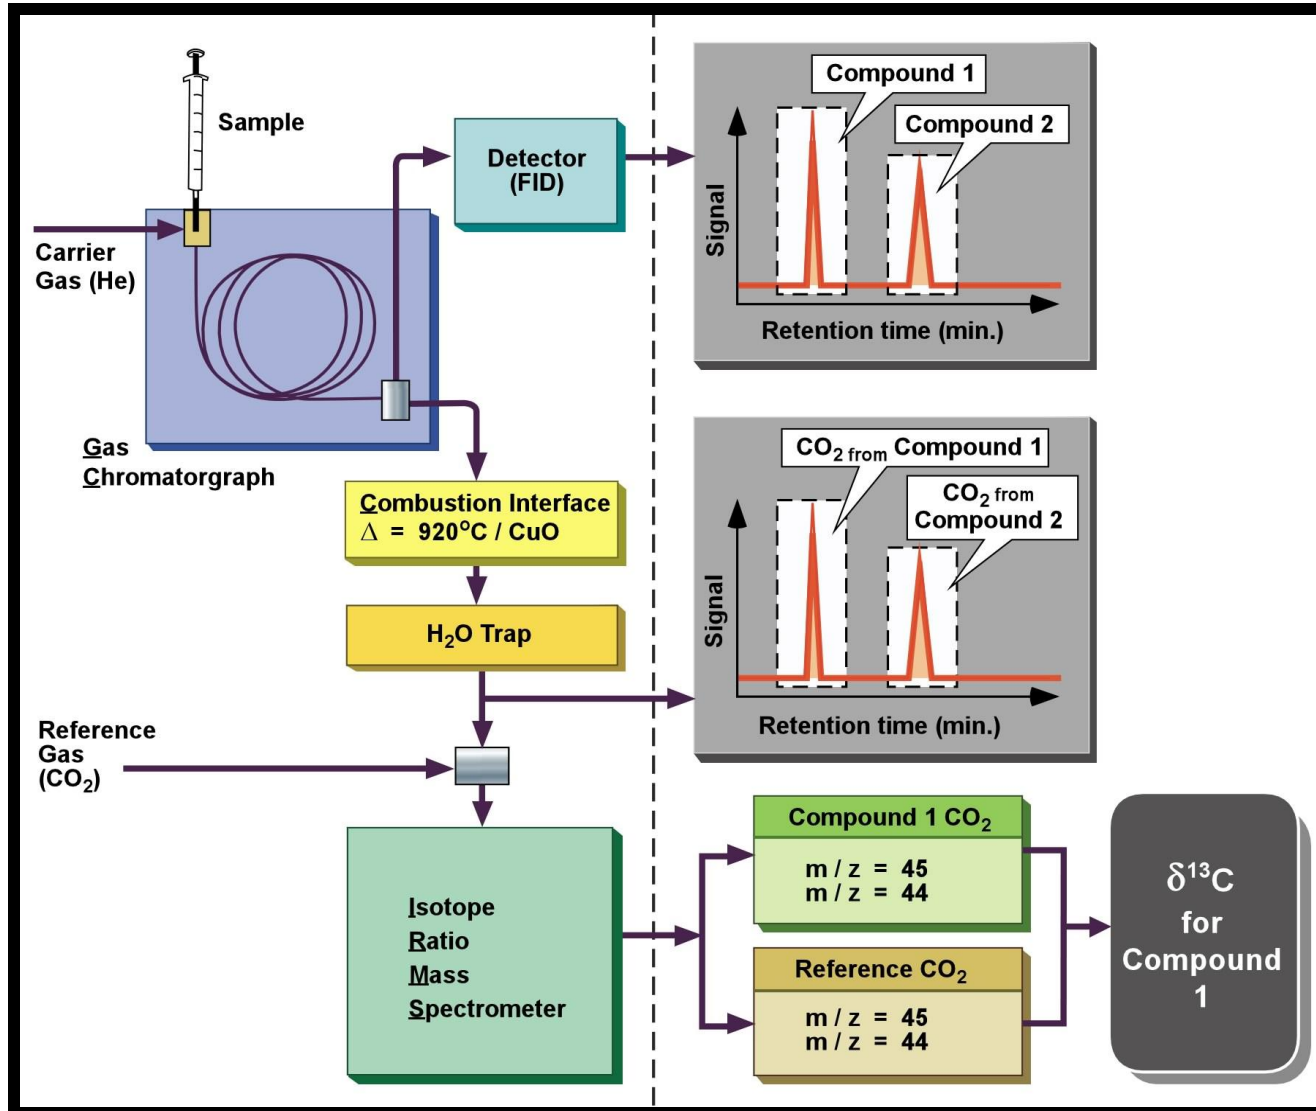 Sample
Carrier
Gas (He)
Gas
Chromatorgraph
Detector
(FID)
Compound 1
Compound 2
Signal
Retention time (min.)
Combustion Interface
Δ = 920°C / CuO
H₂O Trap
CO₂ from Compound 1
CO₂ from
Compound 2
Signal
Retention time (min.)
Reference
Gas
(CO₂)
Isotope
Ratio
Mass
Spectrometer
Compound 1 CO₂
m / z = 45
m / z = 44
Reference CO₂
m / z = 45
m / z = 44
δ¹³C
for
Compound
1